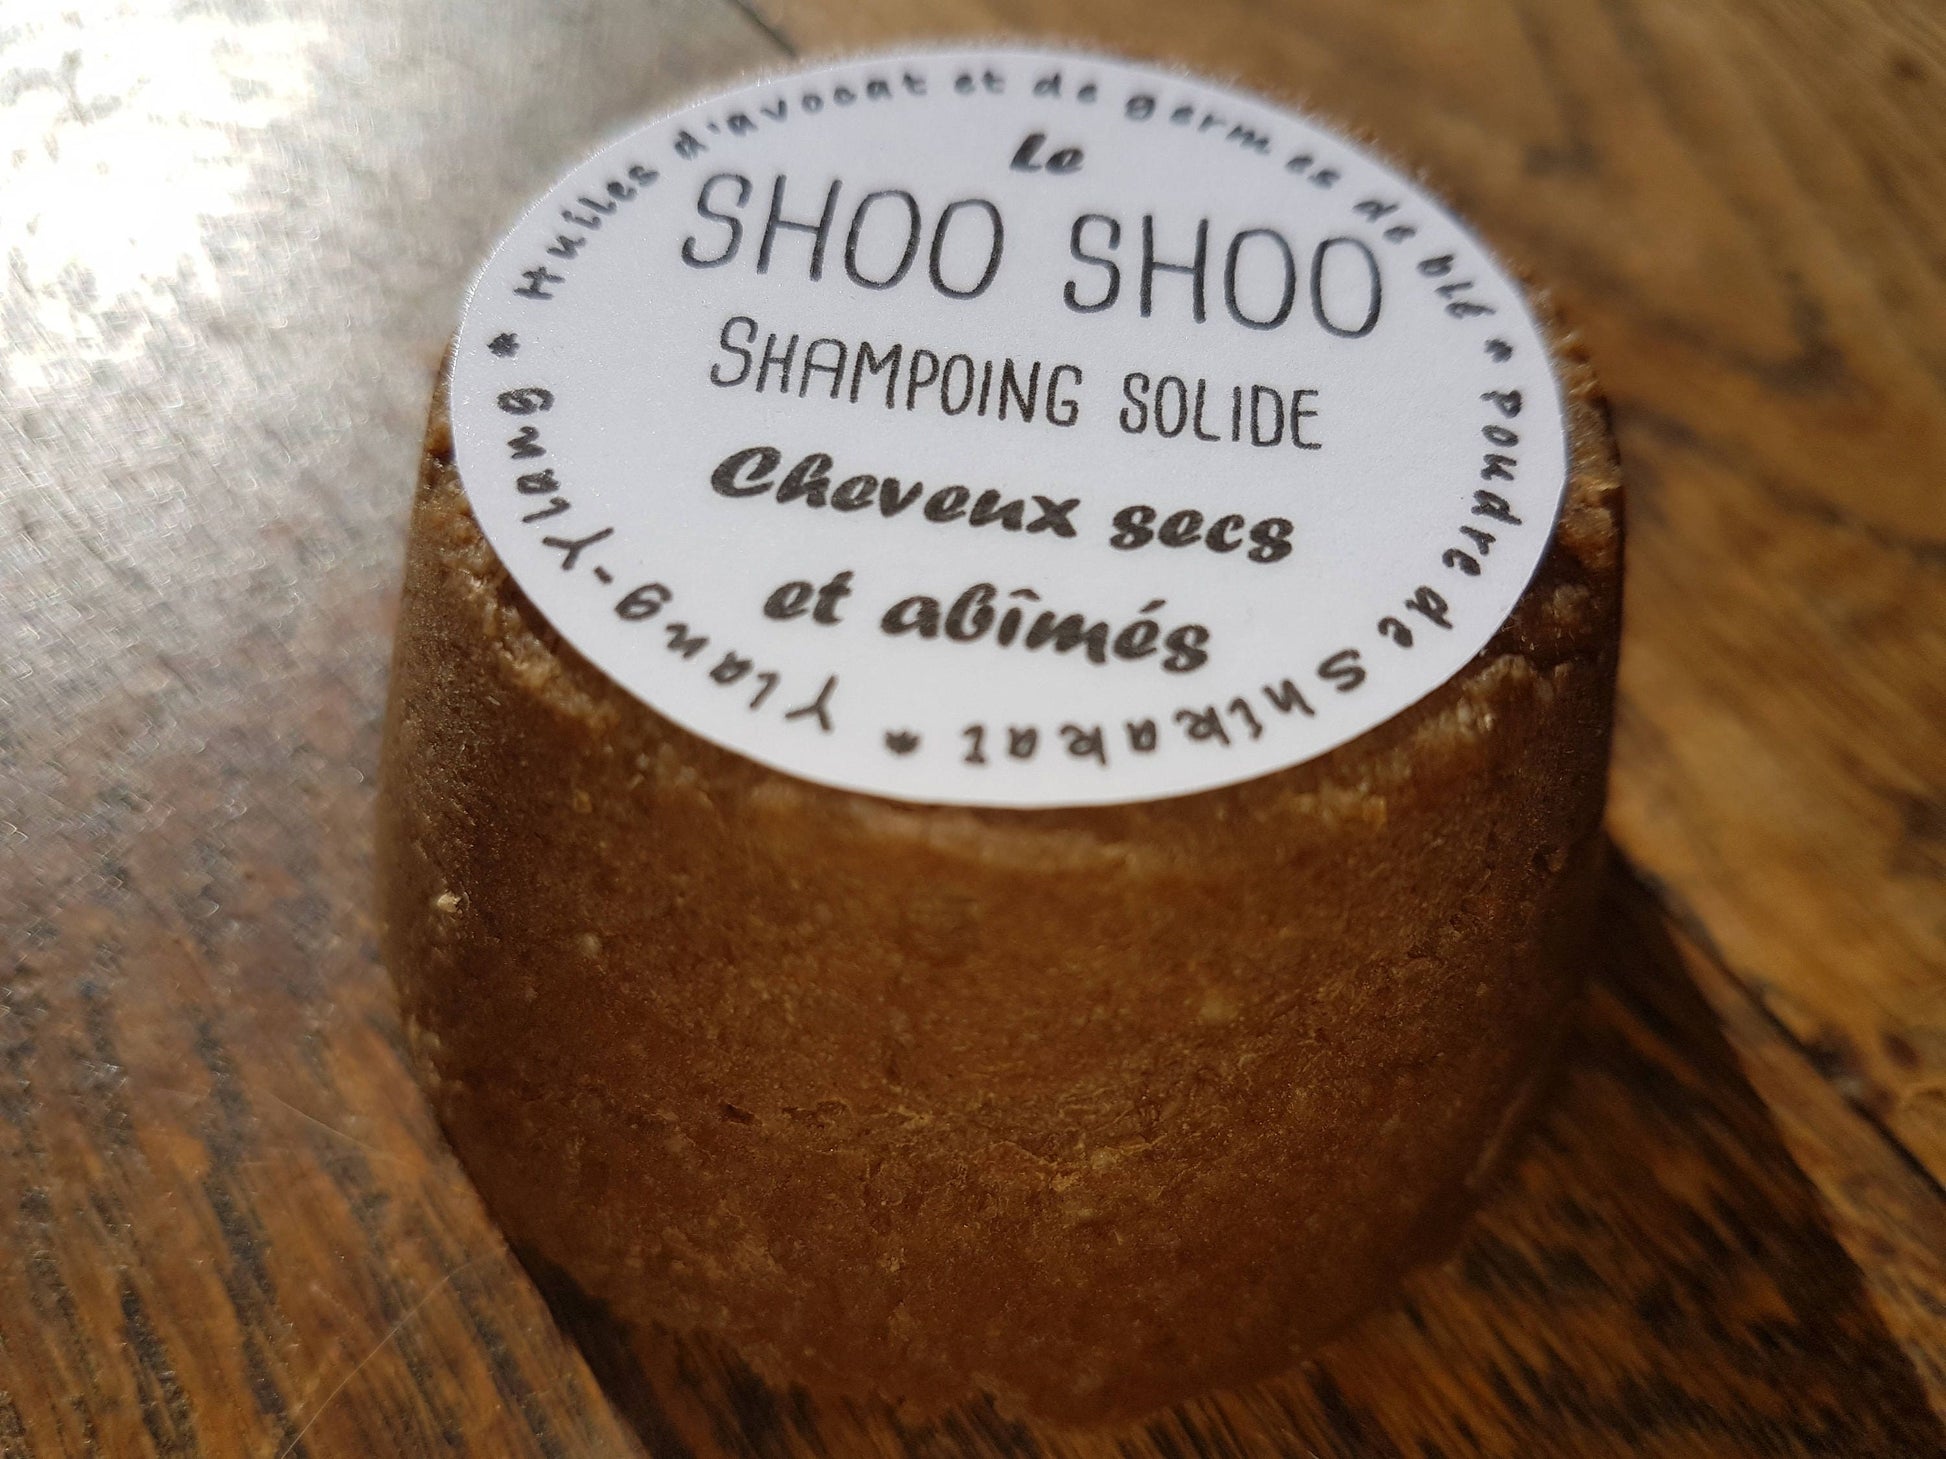 Le
SHOO SHOO
SHAMPOING SOLIDE
Cheveux secs
et abîmés
* Huiles d'avocat et de germes de blé * Poudre de Shikakaï * Ylang-Ylang